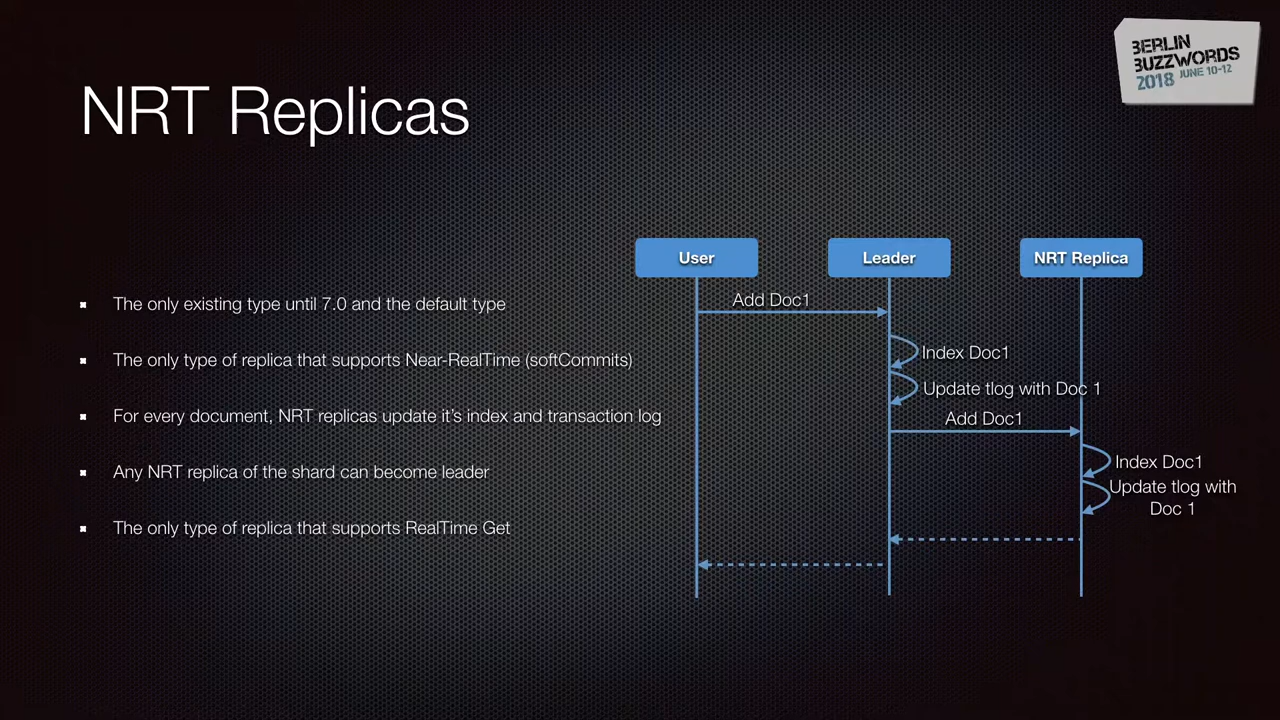 BERLIN
BUZZWORDS
2018 JUNE 10-12
NRT Replicas
The only existing type until 7.0 and the default type
The only type of replica that supports Near-RealTime (softCommits)
For every document, NRT replicas update it’s index and transaction log
Any NRT replica of the shard can become leader
The only type of replica that supports RealTime Get
User
Leader
NRT Replica
Add Doc1
Index Doc1
Update tlog with Doc 1
Add Doc1
Index Doc1
Update tlog with
Doc 1